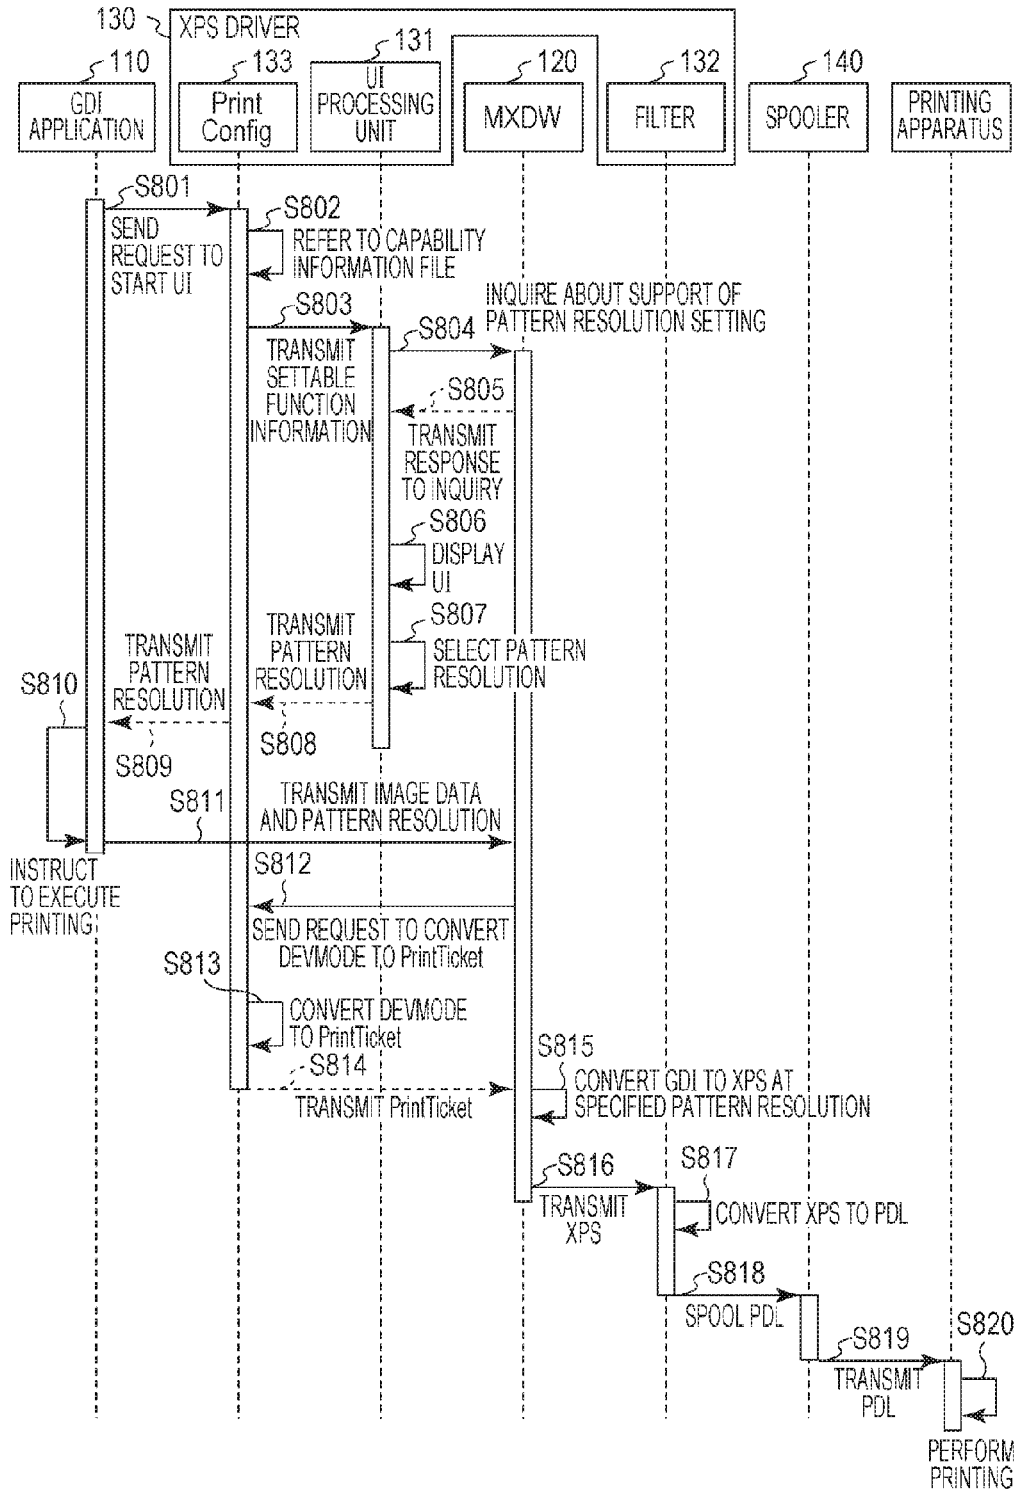 130
XPS DRIVER
110
133
131
120
132
140
GDI
APPLICATION
Print
Config
UI
PROCESSING
UNIT
MXDW
FILTER
SPOOLER
PRINTING
APPARATUS
S801
SEND
REQUEST TO
START UI
S802
REFER TO CAPABILITY
INFORMATION FILE
S803
TRANSMIT
SETTABLE
FUNCTION
INFORMATION
INQUIRE ABOUT SUPPORT OF
PATTERN RESOLUTION SETTING
S804
S805
TRANSMIT
RESPONSE
TO INQUIRY
S806
DISPLAY
UI
S807
SELECT PATTERN
RESOLUTION
TRANSMIT
PATTERN
RESOLUTION
S808
TRANSMIT
PATTERN
RESOLUTION
S809
S810
INSTRUCT
TO EXECUTE
PRINTING
S811
TRANSMIT IMAGE DATA
AND PATTERN RESOLUTION
S812
SEND REQUEST TO CONVERT
DEVMODE TO PrintTicket
S813
CONVERT DEVMODE
TO PrintTicket
S814
TRANSMIT PrintTicket
S815
CONVERT GDI TO XPS AT
SPECIFIED PATTERN RESOLUTION
S816
TRANSMIT
XPS
S817
CONVERT XPS TO PDL
S818
SPOOL PDL
S819
TRANSMIT
PDL
S820
PERFORM
PRINTING